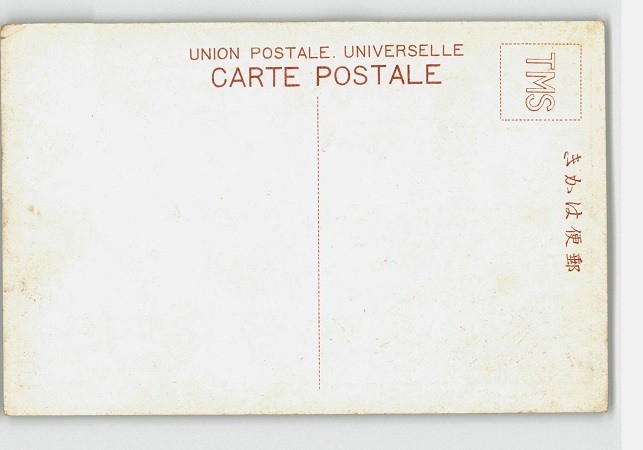 UNION POSTALE. UNIVERSELLE
CARTE POSTALE
TMS
郵便はかき